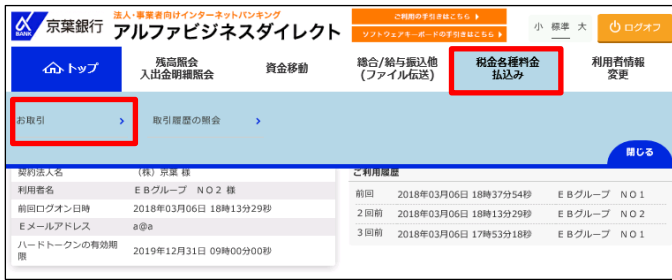 法人・事業者向けインターネットバンキング
京葉銀行 アルファビジネスダイレクト
BANK
ご利用の手引きはこちら
ソフトウェアキーボードの手引きはこちら
小 標準 大
ログオフ
トップ
残高照会
入出金明細照会
資金移動
総合/給与振込他
(ファイル伝送)
税金各種料金
払込み
利用者情報
変更
お取引
取引履歴の照会
閉じる
契約法人名 (株) 京葉 様
利用者名 EBグループ NO2 様
前回ログオン日時 2018年03月06日 18時13分29秒
Eメールアドレス a@a
ハードトークンの有効期
限
2019年12月31日 09時00分00秒
ご利用履歴
前回 2018年03月06日 18時37分54秒 EBグループ NO1
2回前 2018年03月06日 18時13分29秒 EBグループ NO2
3回前 2018年03月06日 17時53分18秒 EBグループ NO1